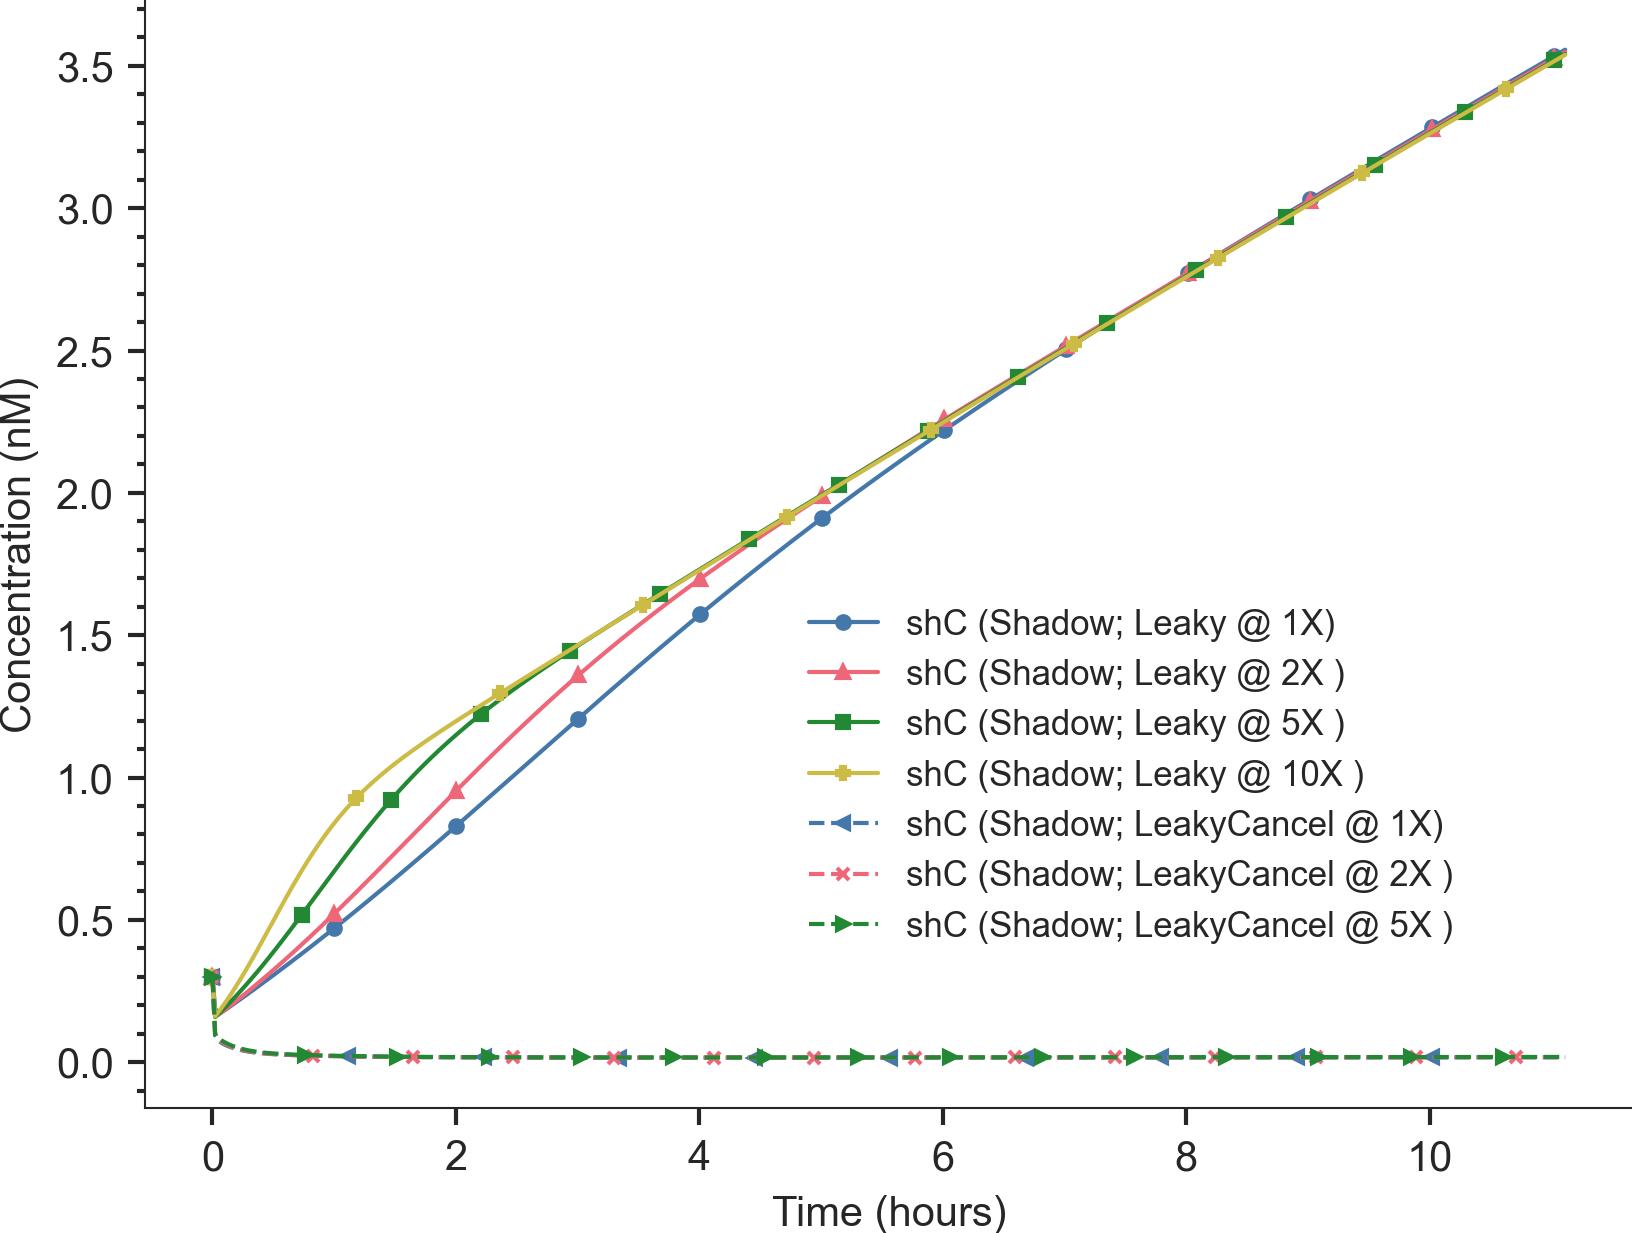 Concentration (nM)
3.5
3.0
2.5
2.0
1.5
1.0
0.5
0.0
shC (Shadow; Leaky @ 1X)
shC (Shadow; Leaky @ 2X )
shC (Shadow; Leaky @ 5X )
shC (Shadow; Leaky @ 10X )
shC (Shadow; LeakyCancel @ 1X)
shC (Shadow; LeakyCancel @ 2X )
shC (Shadow; LeakyCancel @ 5X )
0 2 4 6 8 10
Time (hours)